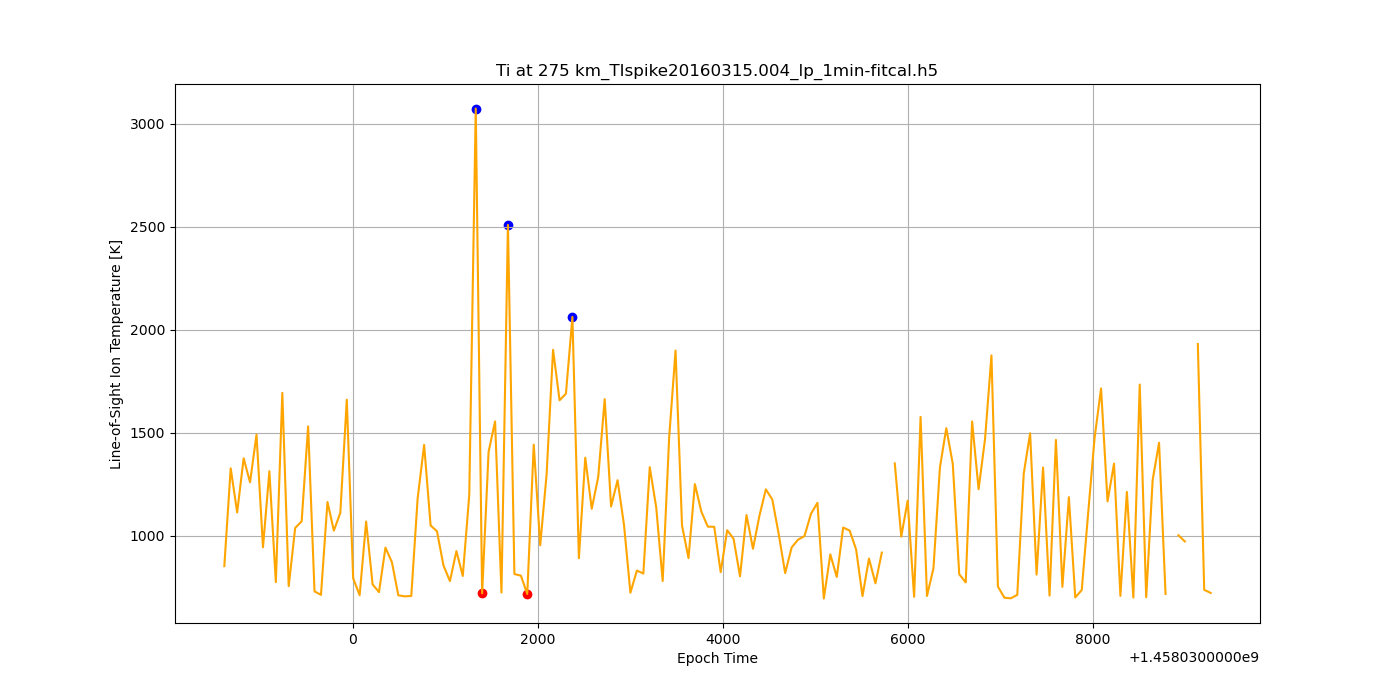 Ti at 275 km_TIspike20160315.004_lp_1min-fitcal.h5
Line-of-Sight Ion Temperature [K]
3000
2500
2000
1500
1000
0 2000 4000 6000 8000
Epoch Time
+1.4580300000e9